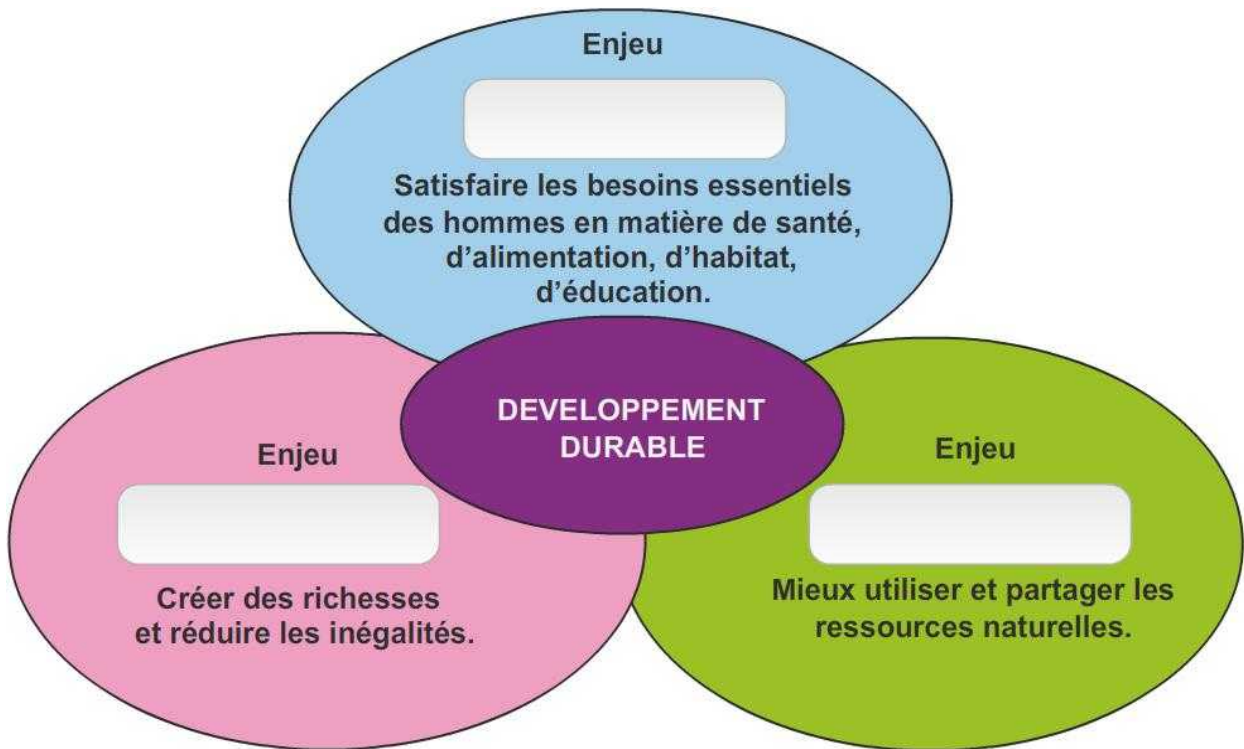 Enjeu
Satisfaire les besoins essentiels
des hommes en matière de santé,
d'alimentation, d'habitat,
d'éducation.
DEVELOPPEMENT
DURABLE
Enjeu
Créer des richesses
et réduire les inégalités.
Enjeu
Mieux utiliser et partager les
ressources naturelles.